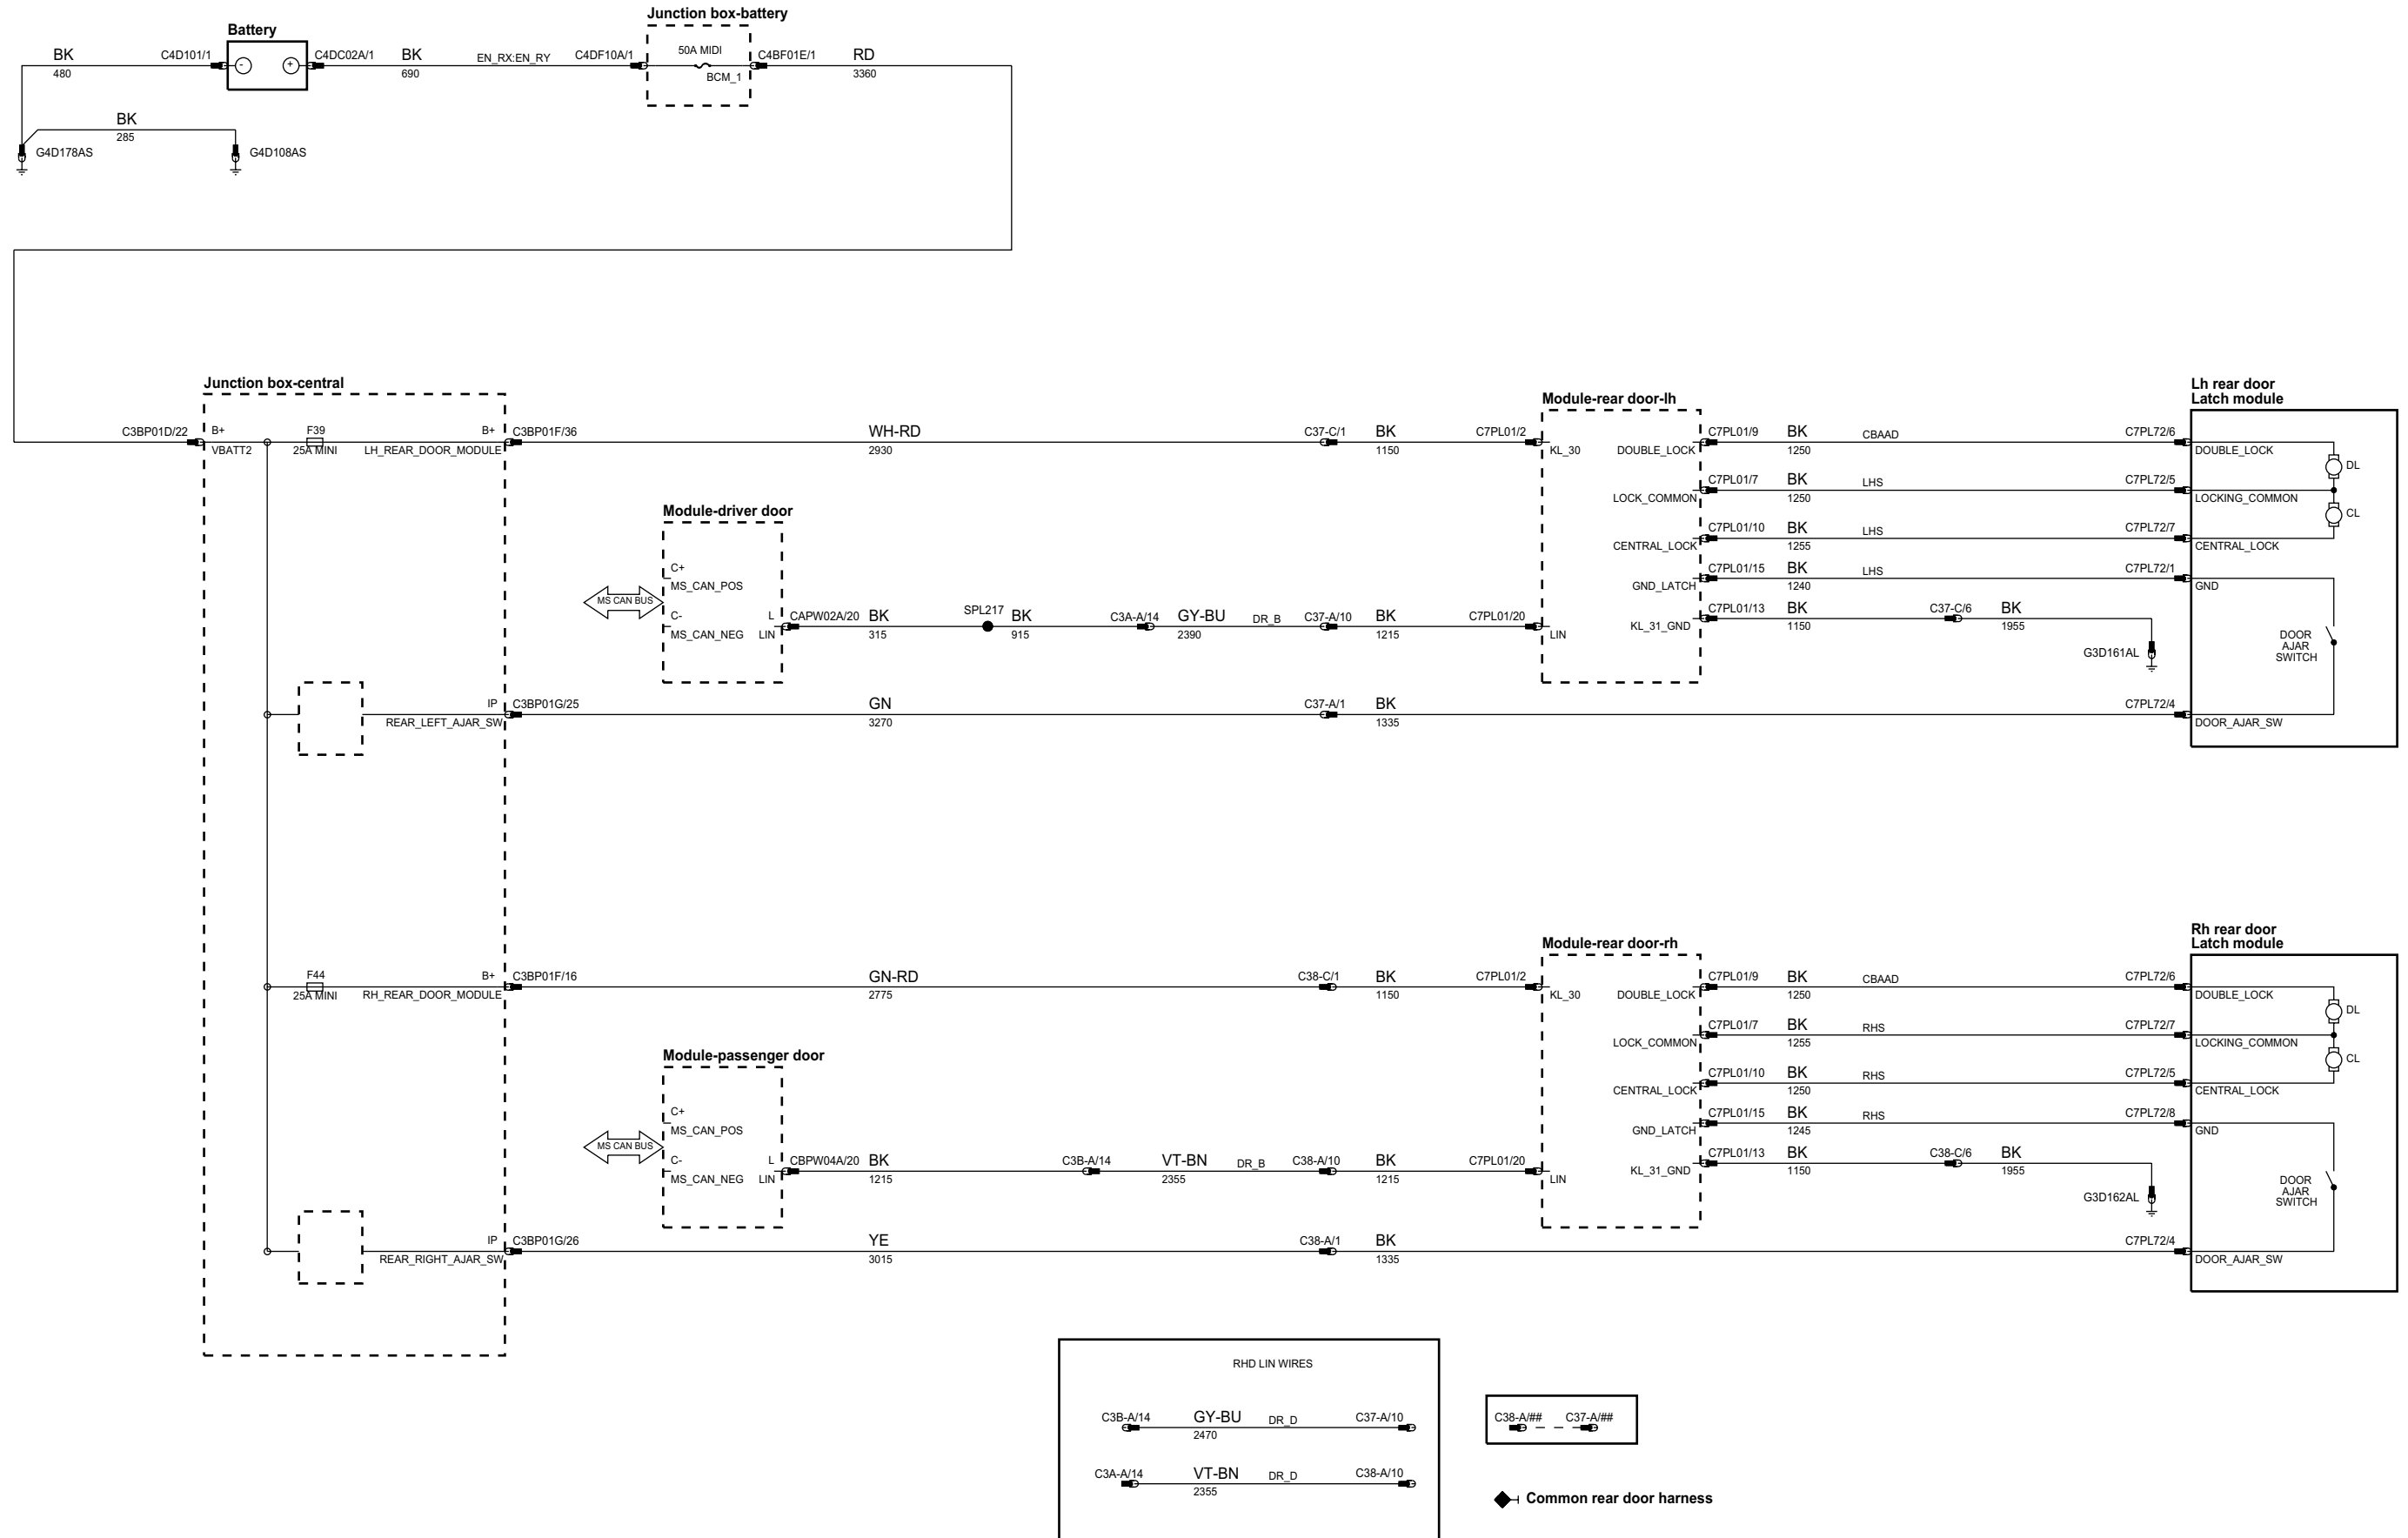 Junction box-battery
Battery
BK
480
C4D101/1
-
+
C4DC02A/1
BK
690
EN_RX:EN_RY
C4DF10A/1
50A MIDI
BCM_1
C4BF01E/1
RD
3360
BK
285
G4D178AS
G4D108AS
Junction box-central
C3BP01D/22
B+
VBATT2
F39
25A MINI
B+
LH_REAR_DOOR_MODULE
C3BP01F/36
WH-RD
2930
C37-C/1
BK
1150
C7PL01/2
Module-rear door-lh
KL_30
DOUBLE_LOCK
C7PL01/9
BK
1250
CBAAD
C7PL72/6
Lh rear door
Latch module
DOUBLE_LOCK
DL
LOCK_COMMON
C7PL01/7
BK
1250
LHS
C7PL72/5
LOCKING_COMMON
CL
CENTRAL_LOCK
C7PL01/10
BK
1255
LHS
C7PL72/7
CENTRAL_LOCK
GND_LATCH
C7PL01/15
BK
1240
LHS
C7PL72/1
GND
KL_31_GND
C7PL01/13
BK
1150
C37-C/6
BK
1955
G3D161AL
DOOR
AJAR
SWITCH
Module-driver door
MS CAN BUS
C+
MS_CAN_POS
C-
MS_CAN_NEG
L
LIN
CAPW02A/20
BK
315
SPL217
BK
915
C3A-A/14
GY-BU
2390
DR_B
C37-A/10
BK
1215
C7PL01/20
LIN
IP
REAR_LEFT_AJAR_SW
C3BP01G/25
GN
3270
C37-A/1
BK
1335
C7PL72/4
DOOR_AJAR_SW
F44
25A MINI
B+
RH_REAR_DOOR_MODULE
C3BP01F/16
GN-RD
2775
C38-C/1
BK
1150
C7PL01/2
Module-rear door-rh
KL_30
DOUBLE_LOCK
C7PL01/9
BK
1250
CBAAD
C7PL72/6
Rh rear door
Latch module
DOUBLE_LOCK
DL
LOCK_COMMON
C7PL01/7
BK
1255
RHS
C7PL72/7
LOCKING_COMMON
CL
CENTRAL_LOCK
C7PL01/10
BK
1250
RHS
C7PL72/5
CENTRAL_LOCK
GND_LATCH
C7PL01/15
BK
1245
RHS
C7PL72/8
GND
KL_31_GND
C7PL01/13
BK
1150
C38-C/6
BK
1955
G3D162AL
DOOR
AJAR
SWITCH
Module-passenger door
MS CAN BUS
C+
MS_CAN_POS
C-
MS_CAN_NEG
L
LIN
CBPW04A/20
BK
1215
C3B-A/14
VT-BN
2355
DR_B
C38-A/10
BK
1215
C7PL01/20
LIN
IP
REAR_RIGHT_AJAR_SW
C3BP01G/26
YE
3015
C38-A/1
BK
1335
C7PL72/4
DOOR_AJAR_SW
RHD LIN WIRES
C3B-A/14
GY-BU
2470
DR_D
C37-A/10
C3A-A/14
VT-BN
2355
DR_D
C38-A/10
C38-A/##
C37-A/##
Common rear door harness